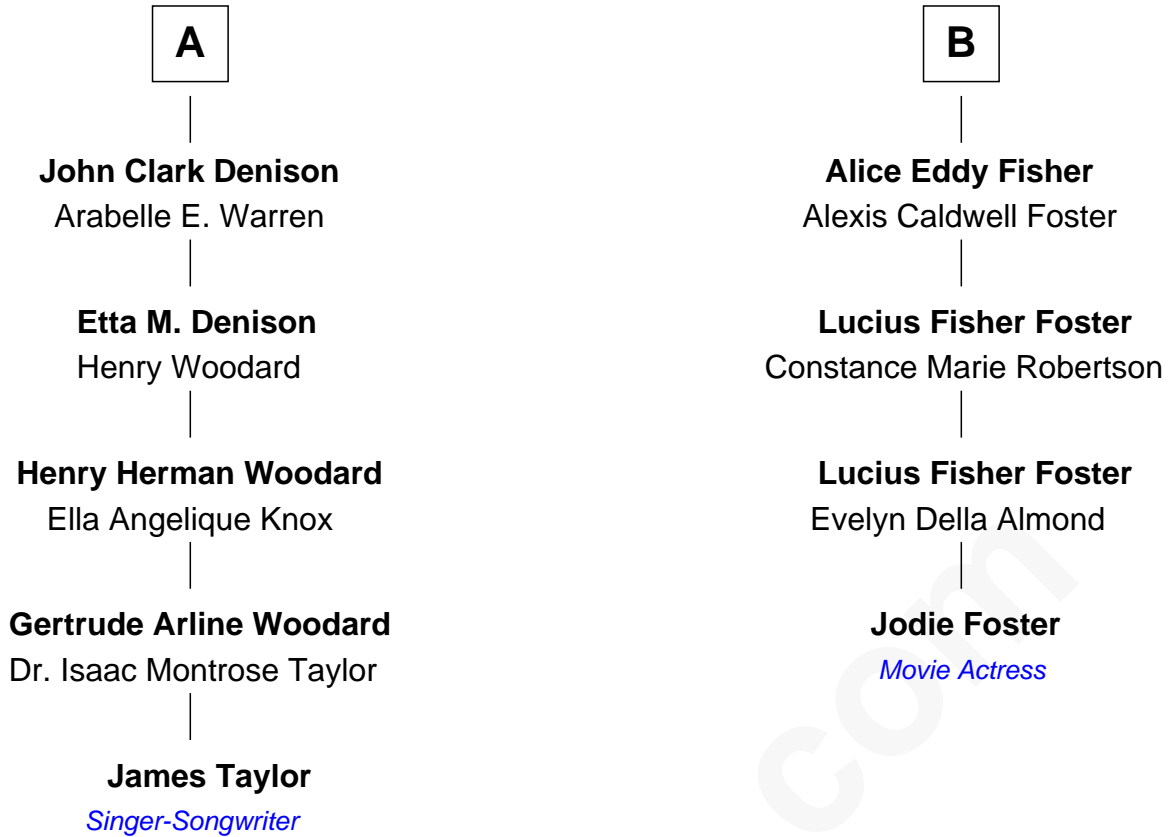 A
John Clark Denison
Arabelle E. Warren
Etta M. Denison
Henry Woodard
Henry Herman Woodard
Ella Angelique Knox
Gertrude Arline Woodard
Dr. Isaac Montrose Taylor
James Taylor
Singer-Songwriter
B
Alice Eddy Fisher
Alexis Caldwell Foster
Lucius Fisher Foster
Constance Marie Robertson
Lucius Fisher Foster
Evelyn Della Almond
Jodie Foster
Movie Actress
com